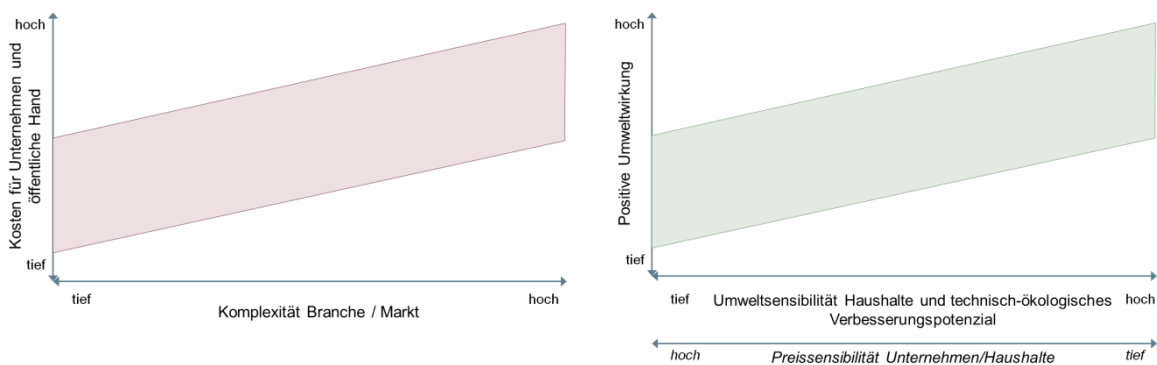 hoch
Kosten für Unternehmen und
öffentliche Hand
tief
tief
hoch
Komplexität Branche / Markt
hoch
Positive Umweltwirkung
tief
tief
Umweltsensibilität Haushalte und technisch-ökologisches
Verbesserungspotenzial
hoch
hoch
Preissensibilität Unternehmen/Haushalte
tief